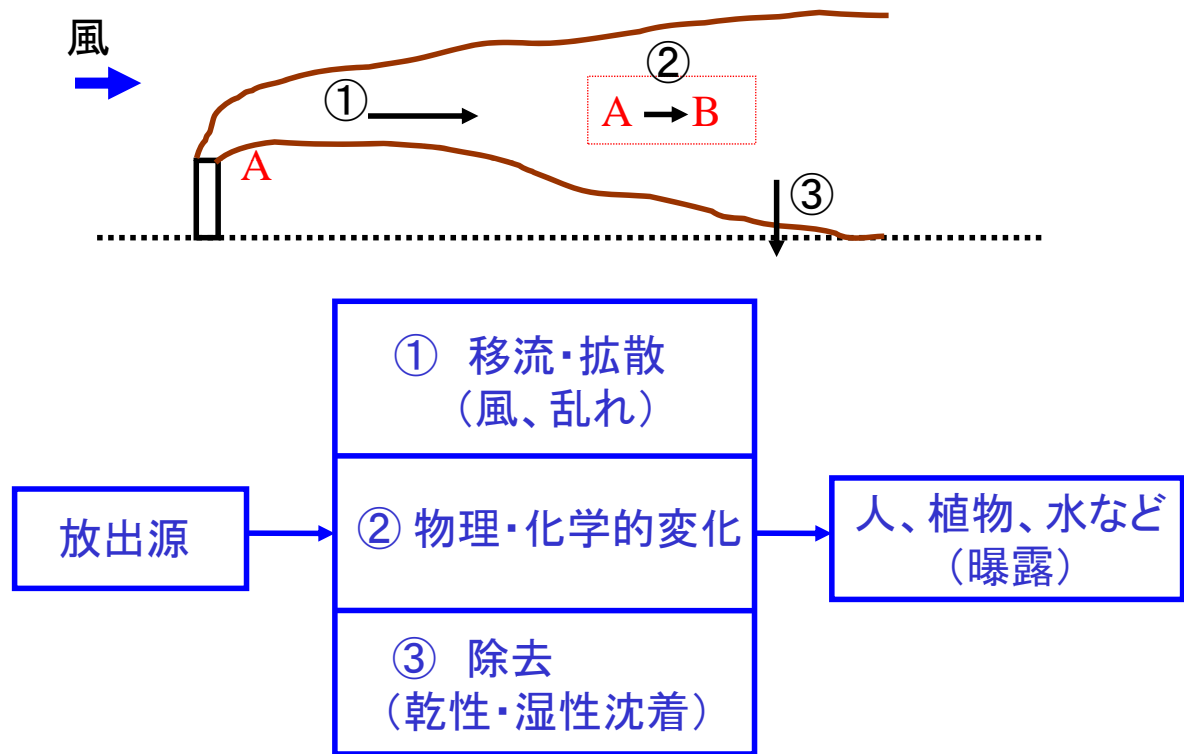 風
②
①
A → B
A
③
① 移流・拡散
(風、乱れ)
放出源
② 物理・化学的変化
人、植物、水など
(曝露)
③ 除去
(乾性・湿性沈着)